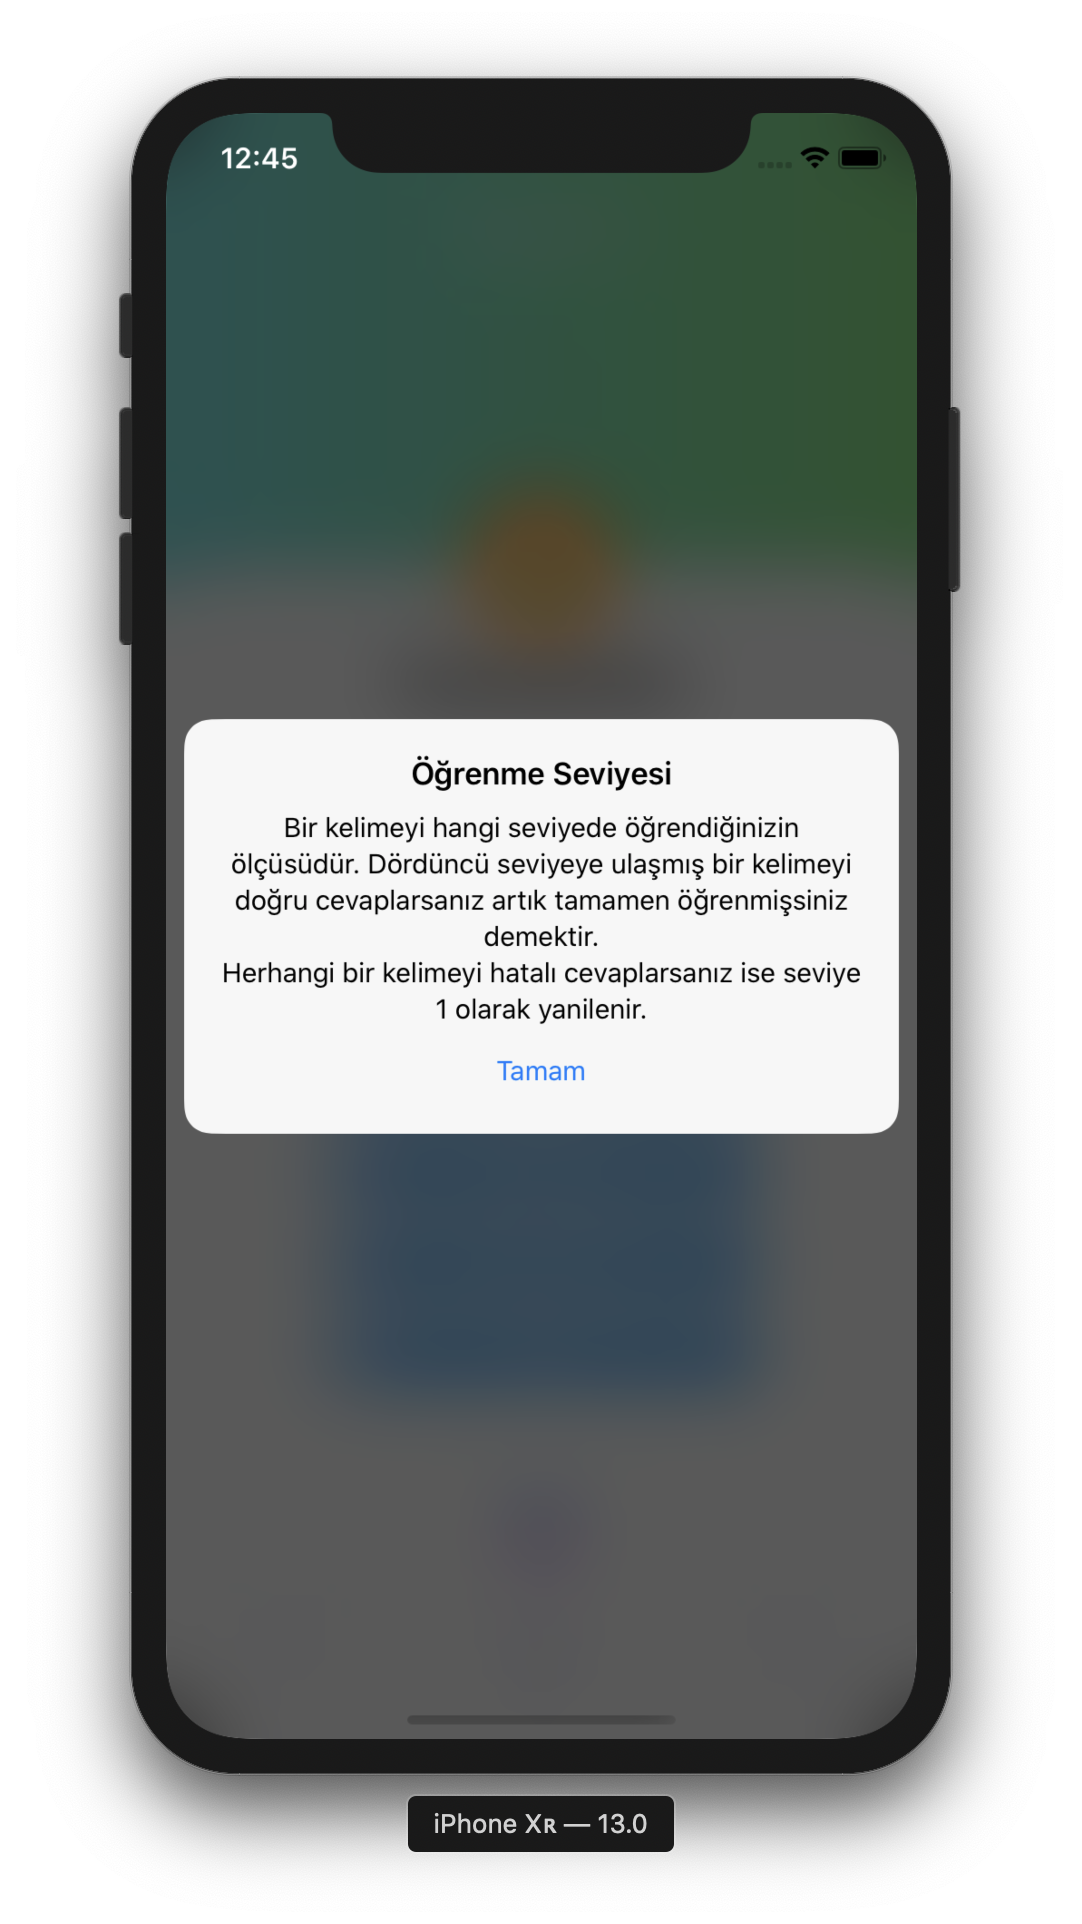 12:45
Öğrenme Seviyesi
Bir kelimeyi hangi seviyede öğrendiğinizin
ölçüsüdür. Dördüncü seviyeye ulaşmış bir kelimeyi
doğru cevaplarsanız artık tamamen öğrenmişsiniz
demektir.
Herhangi bir kelimeyi hatalı cevaplarsanız ise seviye
1 olarak yanilenir.
Tamam
iPhone Xʀ — 13.0